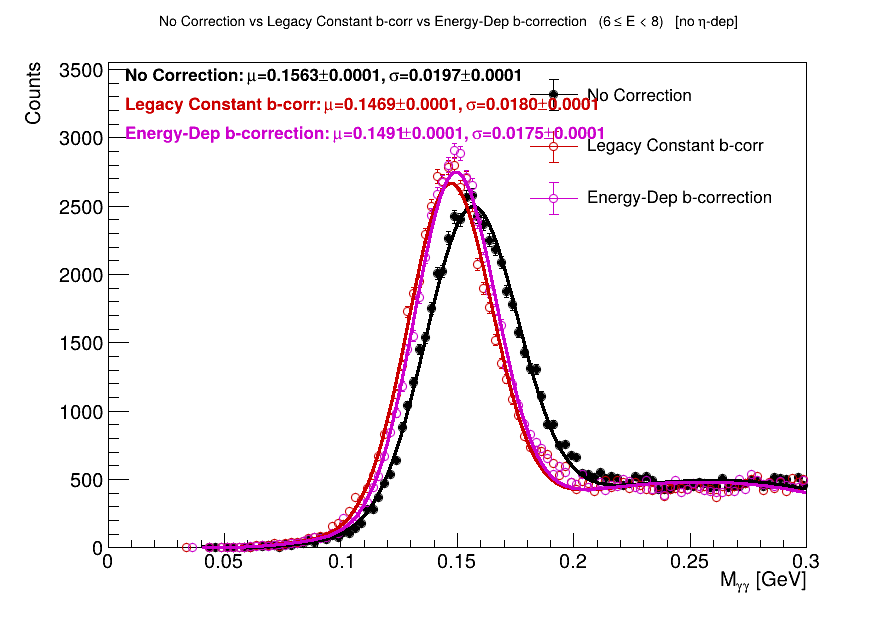 No Correction vs Legacy Constant b-corr vs Energy-Dep b-correction (6 ≤ E < 8) [no η-dep]
Counts
3500
3000
2500
2000
1500
1000
500
0
No Correction: μ=0.1563±0.0001, σ=0.0197±0.0001
Legacy Constant b-corr: μ=0.1469±0.0001, σ=0.0180±0.0001
Energy-Dep b-correction: μ=0.1491±0.0001, σ=0.0175±0.0001
No Correction
Legacy Constant b-corr
Energy-Dep b-correction
0 0.05 0.1 0.15 0.2 0.25 0.3
Mγγ [GeV]